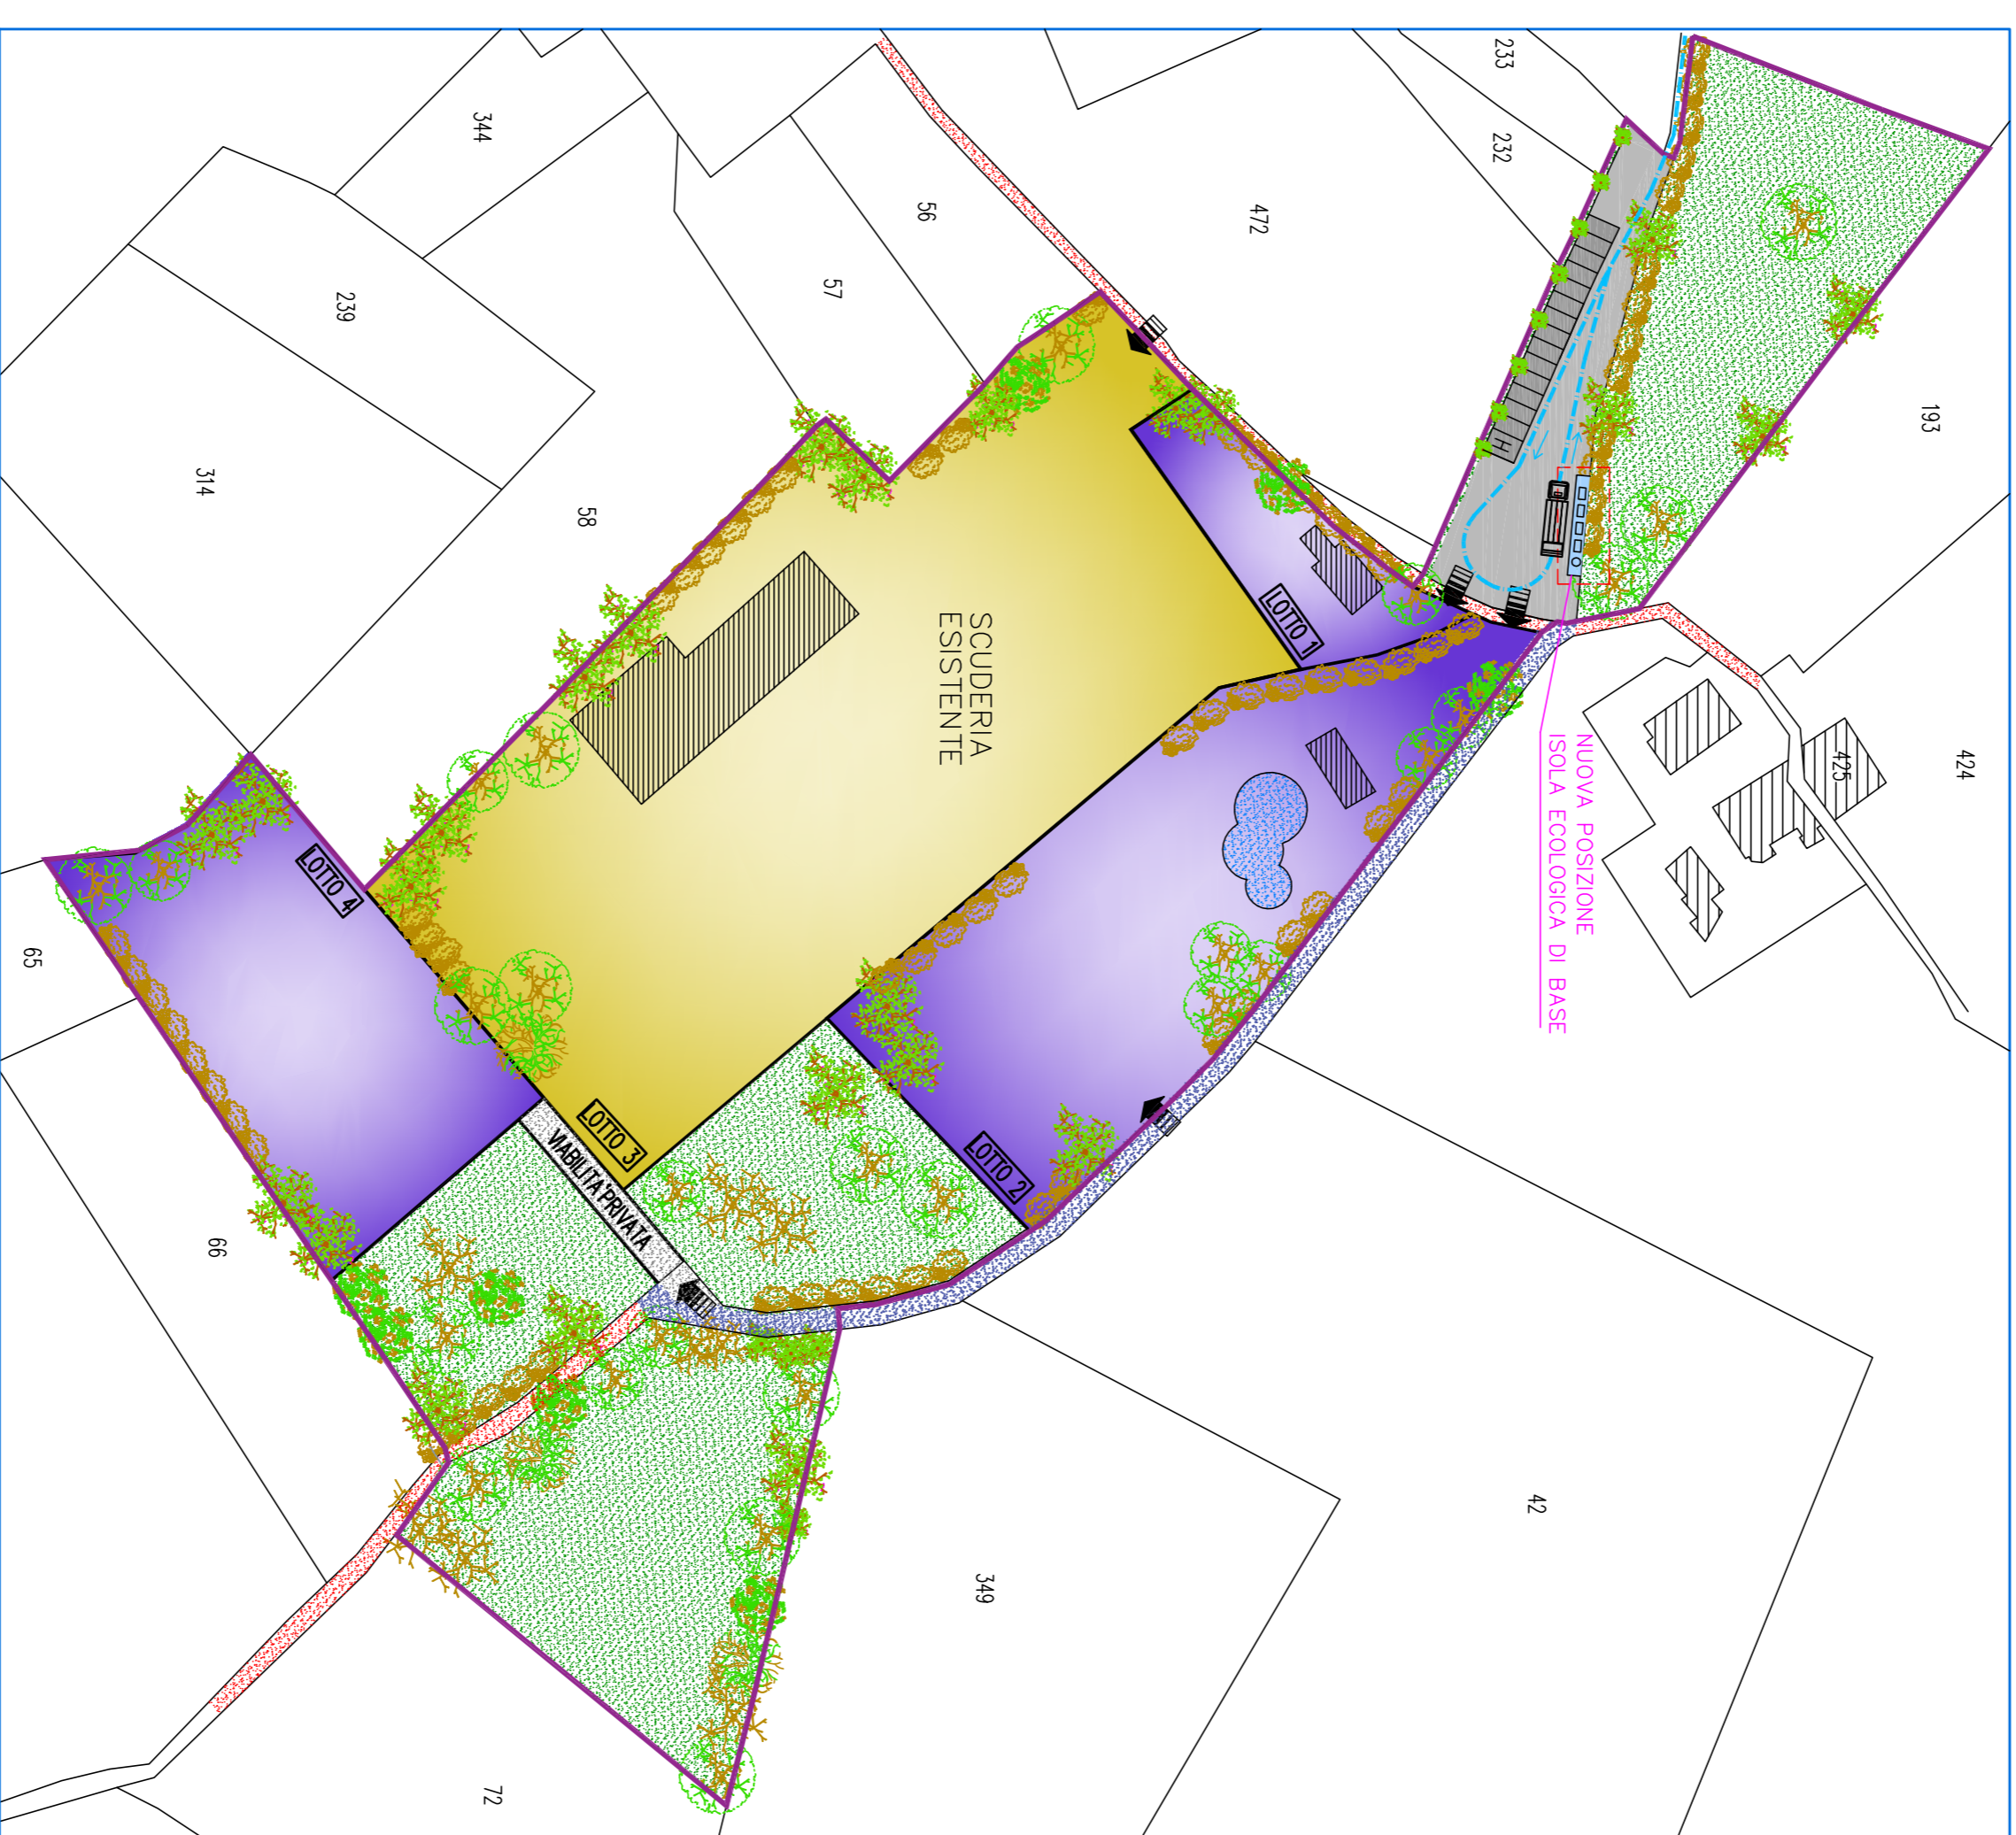 233
232
472
193
344
56
57
239
314
58
H
LOTTO 1
SCUDERIA
ESISTENTE
NUOVA POSIZIONE
ISOLA ECOLOGICA DI BASE
425
424
LOTTO 4
65
66
LOTTO 3
VIABILITA' PRIVATA
LOTTO 2
42
349
72